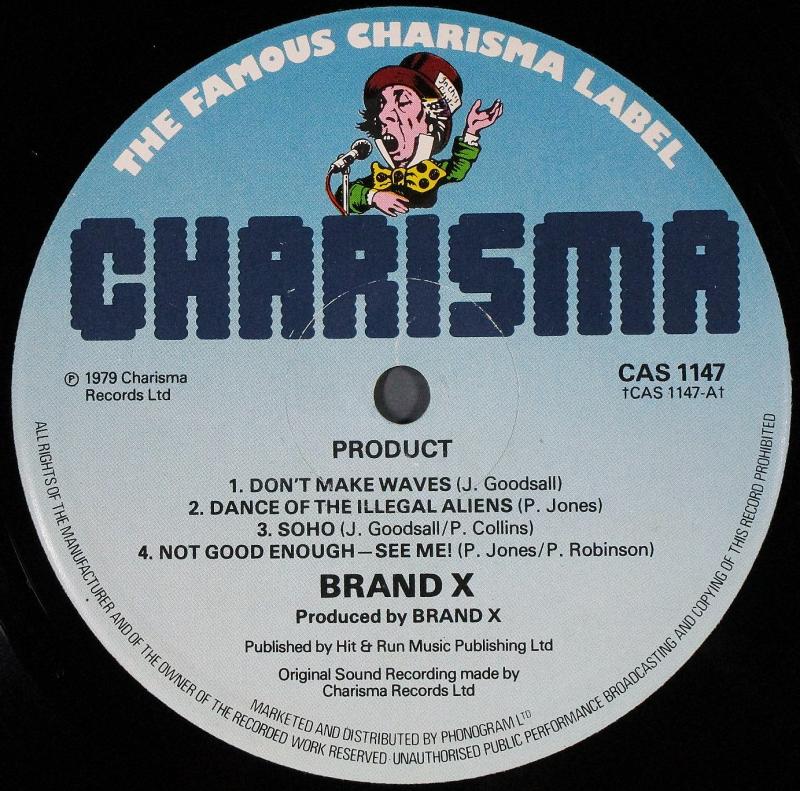 THE FAMOUS CHARISMA LABEL
CHARISMA
℗ 1979 Charisma
Records Ltd
CAS 1147
†CAS 1147-A†
PRODUCT
1. DON'T MAKE WAVES (J. Goodsall)
2. DANCE OF THE ILLEGAL ALIENS (P. Jones)
3. SOHO (J. Goodsall/P. Collins)
4. NOT GOOD ENOUGH—SEE ME! (P. Jones/P. Robinson)
BRAND X
Produced by BRAND X
Published by Hit & Run Music Publishing Ltd
Original Sound Recording made by
Charisma Records Ltd
MARKETED AND DISTRIBUTED BY PHONOGRAM LTD
ALL RIGHTS OF THE MANUFACTURER AND OF THE OWNER OF THE RECORDED WORK RESERVED · UNAUTHORISED PUBLIC PERFORMANCE BROADCASTING AND COPYING OF THIS RECORD PROHIBITED